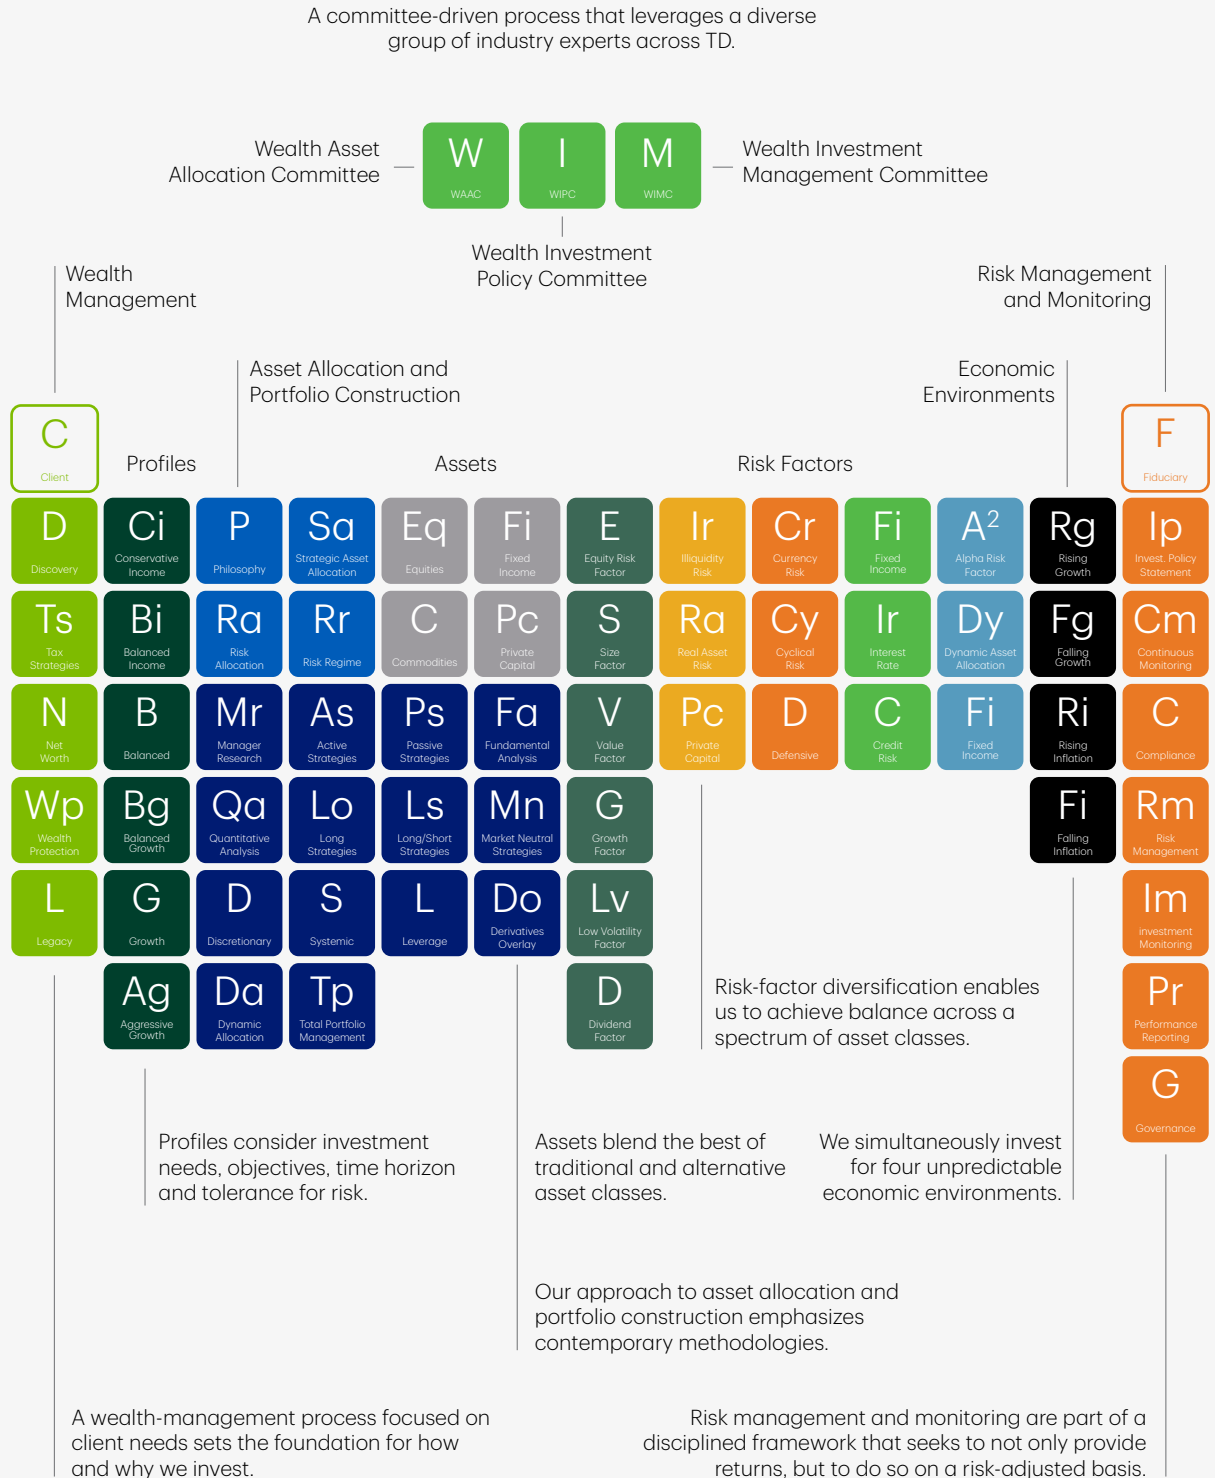 A committee-driven process that leverages a diverse
group of industry experts across TD.
Wealth Asset
Allocation Committee
W
WAAC
I
WIPC
M
WIMC
Wealth Investment
Management Committee
Wealth Investment
Policy Committee
Wealth
Management
Risk Management
and Monitoring
Asset Allocation and
Portfolio Construction
Economic
Environments
C
Client
Profiles
Assets
Risk Factors
F
Fiduciary
D
Discovery
Ci
Conservative
Income
P
Philosophy
Sa
Strategic Asset
Allocation
Eq
Equities
Fi
Fixed
Income
E
Equity Risk
Factor
Ir
Illiquidity
Risk
Cr
Currency
Risk
Fi
Fixed
Income
A²
Alpha Risk
Factor
Rg
Rising
Growth
Ip
Invest. Policy
Statement
Ts
Tax
Strategies
Bi
Balanced
Income
Ra
Risk
Allocation
Rr
Risk Regime
C
Commodities
Pc
Private
Capital
S
Size
Factor
Ra
Real Asset
Risk
Cy
Cyclical
Risk
Ir
Interest
Rate
Dy
Dynamic Asset
Allocation
Fg
Falling
Growth
Cm
Continuous
Monitoring
N
Net
Worth
B
Balanced
Mr
Manager
Research
As
Active
Strategies
Ps
Passive
Strategies
Fa
Fundamental
Analysis
V
Value
Factor
Pc
Private
Capital
D
Defensive
C
Credit
Risk
Fi
Fixed
Income
Ri
Rising
Inflation
C
Compliance
Wp
Wealth
Protection
Bg
Balanced
Growth
Qa
Quantitative
Analysis
Lo
Long
Strategies
Ls
Long/Short
Strategies
Mn
Market Neutral
Strategies
G
Growth
Factor
Fi
Falling
Inflation
Rm
Risk
Management
L
Legacy
G
Growth
D
Discretionary
S
Systemic
L
Leverage
Do
Derivatives
Overlay
Lv
Low Volatility
Factor
Im
investment
Monitoring
Ag
Aggressive
Growth
Da
Dynamic
Allocation
Tp
Total Portfolio
Management
D
Dividend
Factor
Pr
Performance
Reporting
Risk-factor diversification enables
us to achieve balance across a
spectrum of asset classes.
G
Governance
Profiles consider investment
needs, objectives, time horizon
and tolerance for risk.
Assets blend the best of
traditional and alternative
asset classes.
We simultaneously invest
for four unpredictable
economic environments.
Our approach to asset allocation and
portfolio construction emphasizes
contemporary methodologies.
A wealth-management process focused on
client needs sets the foundation for how
and why we invest.
Risk management and monitoring are part of a
disciplined framework that seeks to not only provide
returns, but to do so on a risk-adjusted basis.